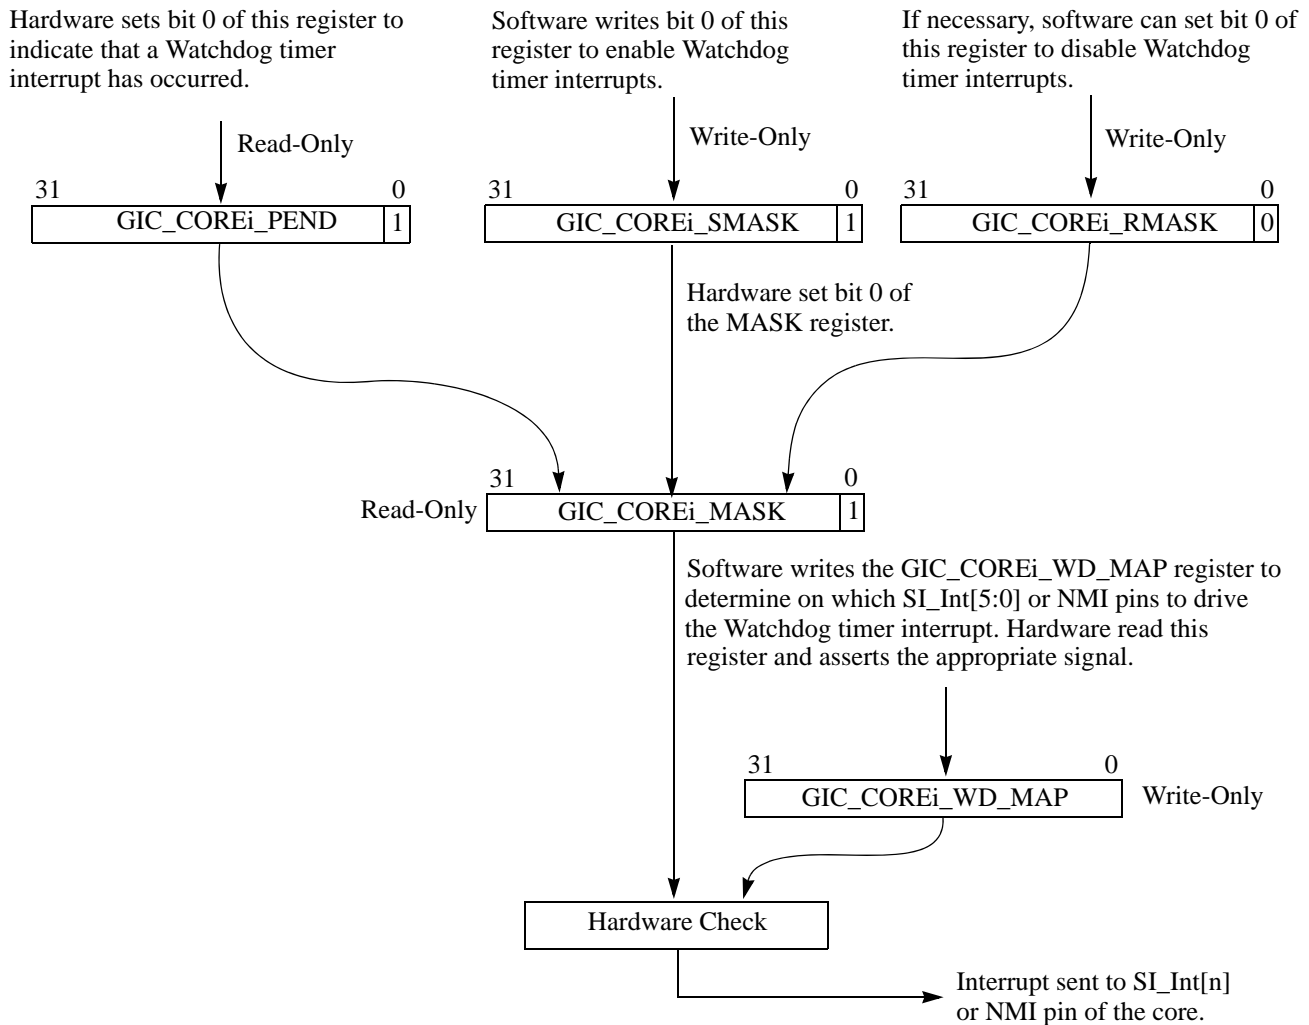 Hardware sets bit 0 of this register to
indicate that a Watchdog timer
interrupt has occurred.
Software writes bit 0 of this
register to enable Watchdog
timer interrupts.
If necessary, software can set bit 0 of
this register to disable Watchdog
timer interrupts.
Read-Only
Write-Only
Write-Only
31 0
GIC_COREi_PEND 1
31 0
GIC_COREi_SMASK 1
31 0
GIC_COREi_RMASK 0
Hardware set bit 0 of
the MASK register.
31 0
Read-Only GIC_COREi_MASK 1
Software writes the GIC_COREi_WD_MAP register to
determine on which SI_Int[5:0] or NMI pins to drive
the Watchdog timer interrupt. Hardware read this
register and asserts the appropriate signal.
31 0
GIC_COREi_WD_MAP Write-Only
Hardware Check
Interrupt sent to SI_Int[n]
or NMI pin of the core.